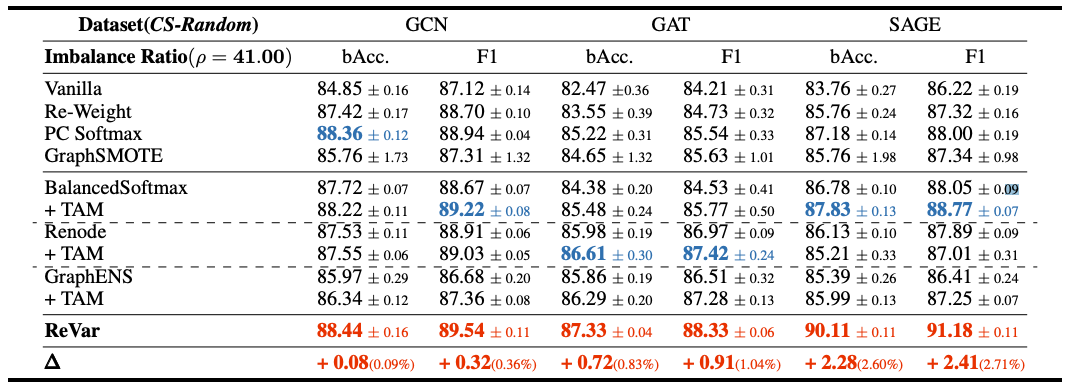 Dataset(CS-Random) GCN GAT SAGE
Imbalance Ratio(ρ = 41.00) bAcc. F1 bAcc. F1 bAcc. F1
Vanilla 84.85 ± 0.16 87.12 ± 0.14 82.47 ±0.36 84.21 ± 0.31 83.76 ± 0.27 86.22 ± 0.19
Re-Weight 87.42 ± 0.17 88.70 ± 0.10 83.55 ± 0.39 84.73 ± 0.32 85.76 ± 0.24 87.32 ± 0.16
PC Softmax 88.36 ± 0.12 88.94 ± 0.04 85.22 ± 0.31 85.54 ± 0.33 87.18 ± 0.14 88.00 ± 0.19
GraphSMOTE 85.76 ± 1.73 87.31 ± 1.32 84.65 ± 1.32 85.63 ± 1.01 85.76 ± 1.98 87.34 ± 0.98
BalancedSoftmax 87.72 ± 0.07 88.67 ± 0.07 84.38 ± 0.20 84.53 ± 0.41 86.78 ± 0.10 88.05 ± 0.09
+ TAM 88.22 ± 0.11 89.22 ± 0.08 85.48 ± 0.24 85.77 ± 0.50 87.83 ± 0.13 88.77 ± 0.07
Renode 87.53 ± 0.11 88.91 ± 0.06 85.98 ± 0.19 86.97 ± 0.09 86.13 ± 0.10 87.89 ± 0.09
+ TAM 87.55 ± 0.06 89.03 ± 0.05 86.61 ± 0.30 87.42 ± 0.24 85.21 ± 0.33 87.01 ± 0.31
GraphENS 85.97 ± 0.29 86.68 ± 0.20 85.86 ± 0.19 86.51 ± 0.32 85.39 ± 0.26 86.41 ± 0.24
+ TAM 86.34 ± 0.12 87.36 ± 0.08 86.29 ± 0.20 87.28 ± 0.13 85.99 ± 0.13 87.25 ± 0.07
ReVar 88.44 ± 0.16 89.54 ± 0.11 87.33 ± 0.04 88.33 ± 0.06 90.11 ± 0.11 91.18 ± 0.11
Δ + 0.08(0.09%) + 0.32(0.36%) + 0.72(0.83%) + 0.91(1.04%) + 2.28(2.60%) + 2.41(2.71%)